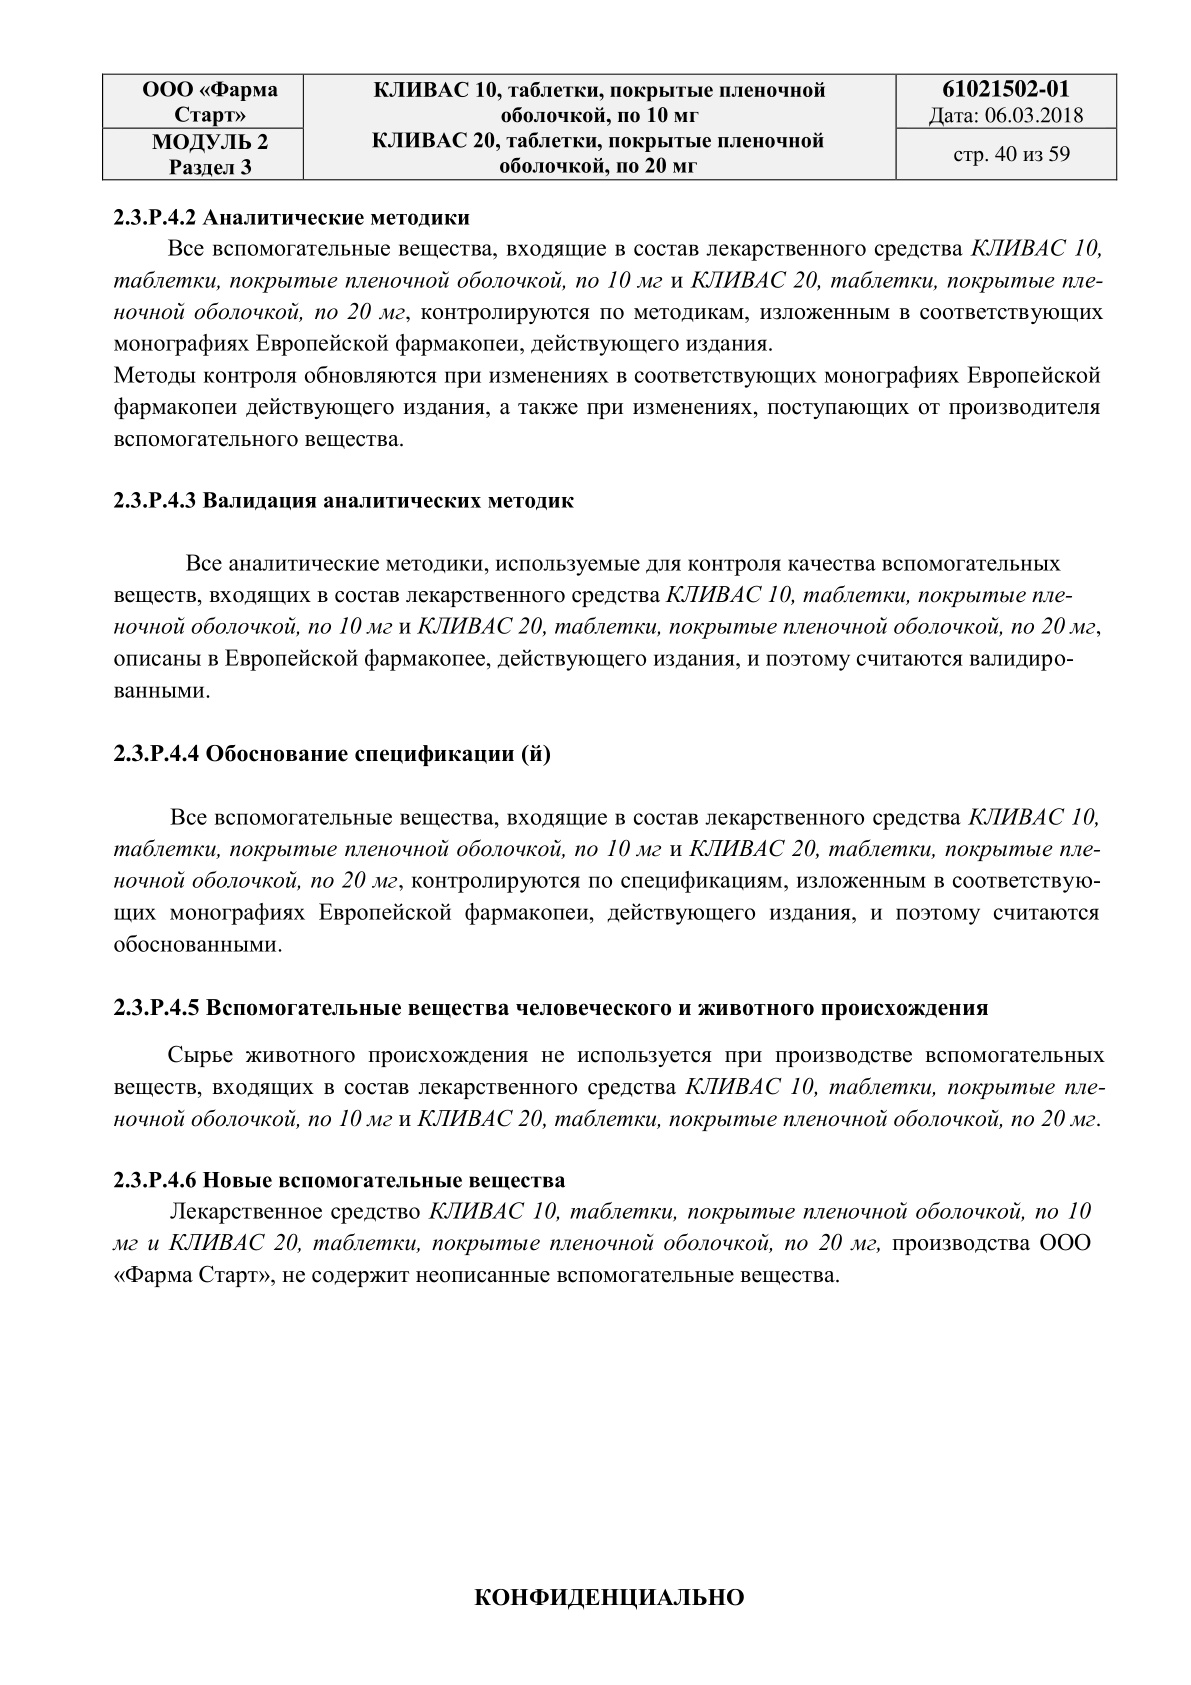 ООО «Фарма
Старт»
МОДУЛЬ 2
Раздел 3
КЛИВАС 10, таблетки, покрытые пленочной
оболочкой, по 10 мг
КЛИВАС 20, таблетки, покрытые пленочной
оболочкой, по 20 мг
61021502-01
Дата: 06.03.2018
стр. 40 из 59
2.3.P.4.2 Аналитические методики
Все вспомогательные вещества, входящие в состав лекарственного средства КЛИВАС 10,
таблетки, покрытые пленочной оболочкой, по 10 мг и КЛИВАС 20, таблетки, покрытые пле-
ночной оболочкой, по 20 мг, контролируются по методикам, изложенным в соответствующих
монографиях Европейской фармакопеи, действующего издания.
Методы контроля обновляются при изменениях в соответствующих монографиях Европейской
фармакопеи действующего издания, а также при изменениях, поступающих от производителя
вспомогательного вещества.
2.3.P.4.3 Валидация аналитических методик
Все аналитические методики, используемые для контроля качества вспомогательных
веществ, входящих в состав лекарственного средства КЛИВАС 10, таблетки, покрытые пле-
ночной оболочкой, по 10 мг и КЛИВАС 20, таблетки, покрытые пленочной оболочкой, по 20 мг,
описаны в Европейской фармакопее, действующего издания, и поэтому считаются валидиро-
ванными.
2.3.P.4.4 Обоснование спецификации (й)
Все вспомогательные вещества, входящие в состав лекарственного средства КЛИВАС 10,
таблетки, покрытые пленочной оболочкой, по 10 мг и КЛИВАС 20, таблетки, покрытые пле-
ночной оболочкой, по 20 мг, контролируются по спецификациям, изложенным в соответствую-
щих монографиях Европейской фармакопеи, действующего издания, и поэтому считаются
обоснованными.
2.3.P.4.5 Вспомогательные вещества человеческого и животного происхождения
Сырье животного происхождения не используется при производстве вспомогательных
веществ, входящих в состав лекарственного средства КЛИВАС 10, таблетки, покрытые пле-
ночной оболочкой, по 10 мг и КЛИВАС 20, таблетки, покрытые пленочной оболочкой, по 20 мг.
2.3.P.4.6 Новые вспомогательные вещества
Лекарственное средство КЛИВАС 10, таблетки, покрытые пленочной оболочкой, по 10
мг и КЛИВАС 20, таблетки, покрытые пленочной оболочкой, по 20 мг, производства ООО
«Фарма Старт», не содержит неописанные вспомогательные вещества.
КОНФИДЕНЦИАЛЬНО